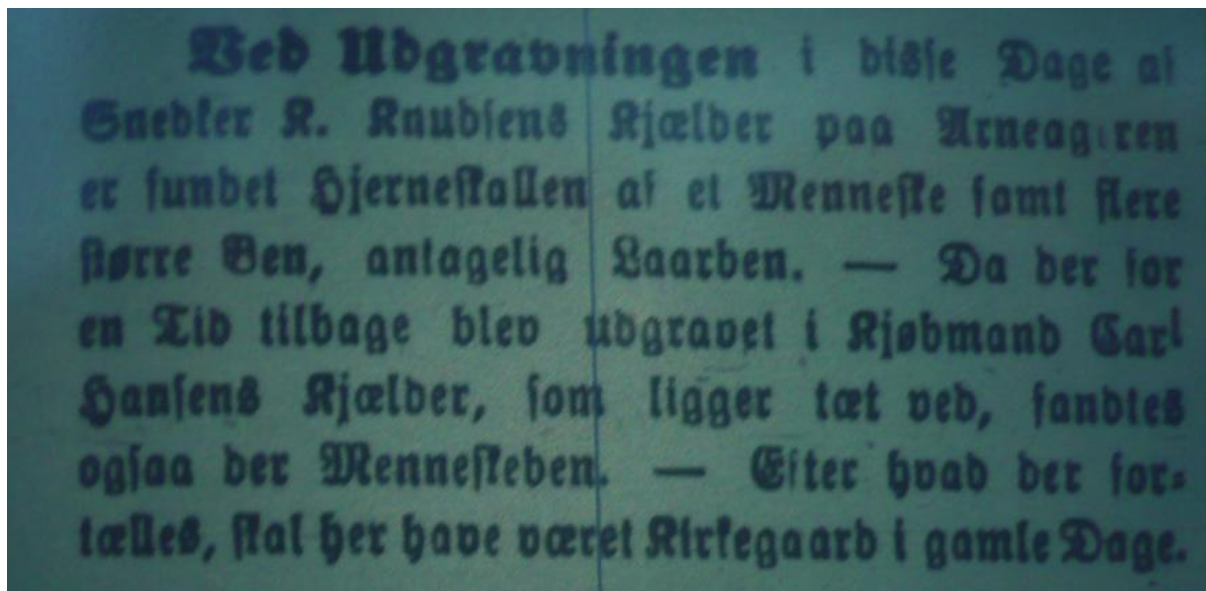 Ved Udgravningen i disse Dage af
Snedker K. Knudsens Kjælder paa Arneageren
er fundet Hjerneskallen af et Menneske samt flere
større Ben, antagelig Laarben. — Da der for
en Tid tilbage blev udgravet i Kjøbmand Carl
Hansens Kjælder, som ligger tæt ved, fandtes
ogsaa der Menneskeben. — Efter hvad der for-
tælles, skal her have været Kirkegaard i gamle Dage.